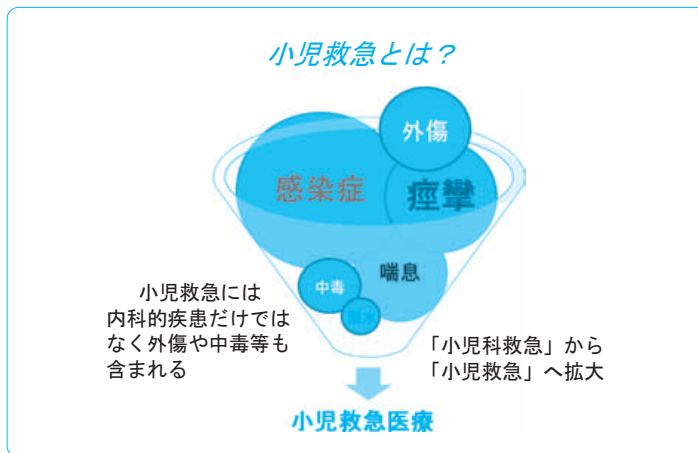 小児救急とは？
外傷
感染症
痙攣
喘息
中毒
小児救急には
内科的疾患だけでは
なく外傷や中毒等も
含まれる
「小児科救急」から
「小児救急」へ拡大
小児救急医療